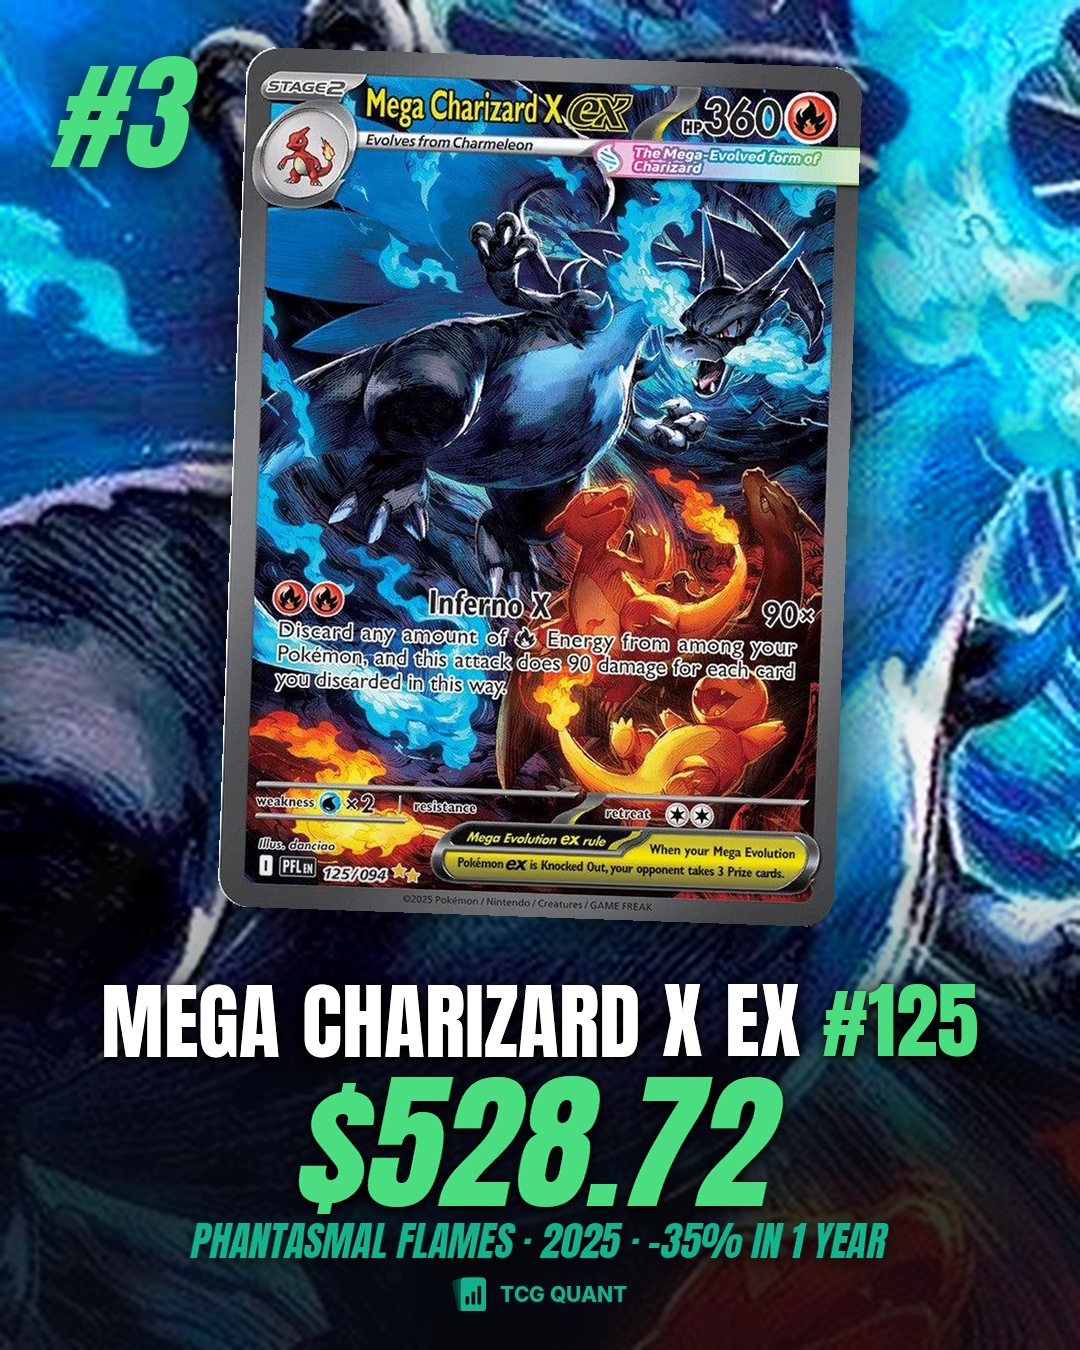 #3
STAGE2
Mega Charizard X ex
HP 360
Evolves from Charmeleon
The Mega-Evolved form of
Charizard
Inferno X 90×
Discard any amount of Energy from among your
Pokémon, and this attack does 90 damage for each card
you discarded in this way.
weakness ×2 resistance retreat
Illus. danciao
Mega Evolution ex rule When your Mega Evolution
Pokémon ex is Knocked Out, your opponent takes 3 Prize cards.
I PFL EN 125/094
©2025 Pokémon / Nintendo / Creatures / GAME FREAK
MEGA CHARIZARD X EX #125
$528.72
PHANTASMAL FLAMES · 2025 · -35% IN 1 YEAR
TCG QUANT